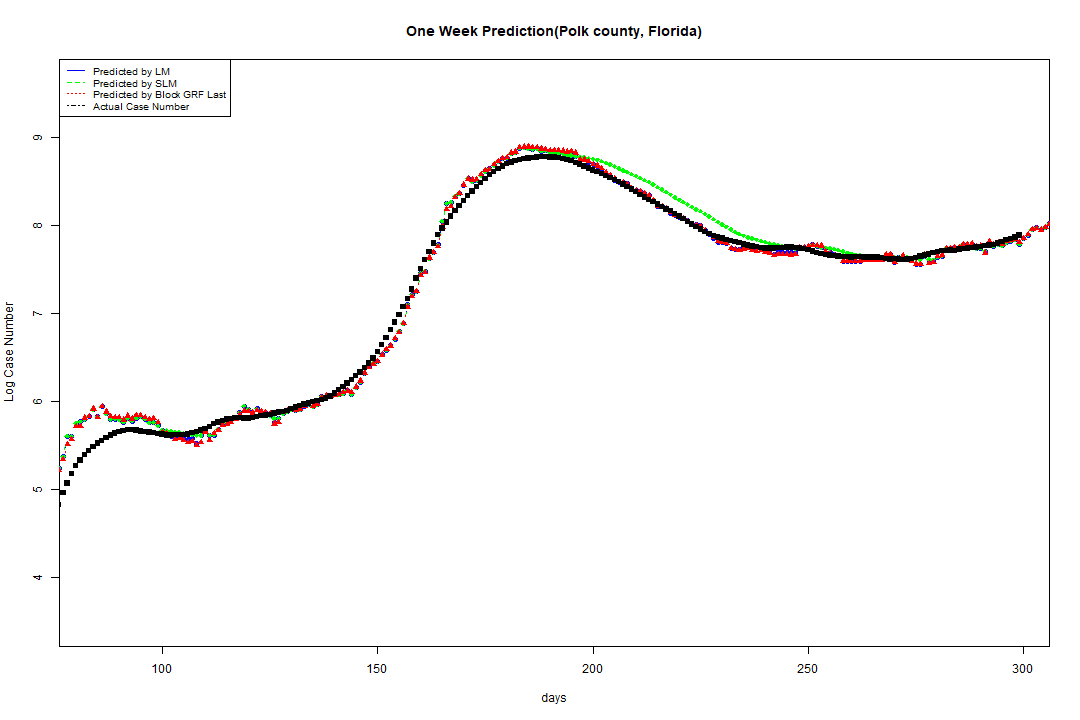 One Week Prediction(Polk county, Florida)
Predicted by LM
Predicted by SLM
Predicted by Block GRF Last
Actual Case Number
9
8
7
6
5
4
Log Case Number
100 150 200 250 300
days